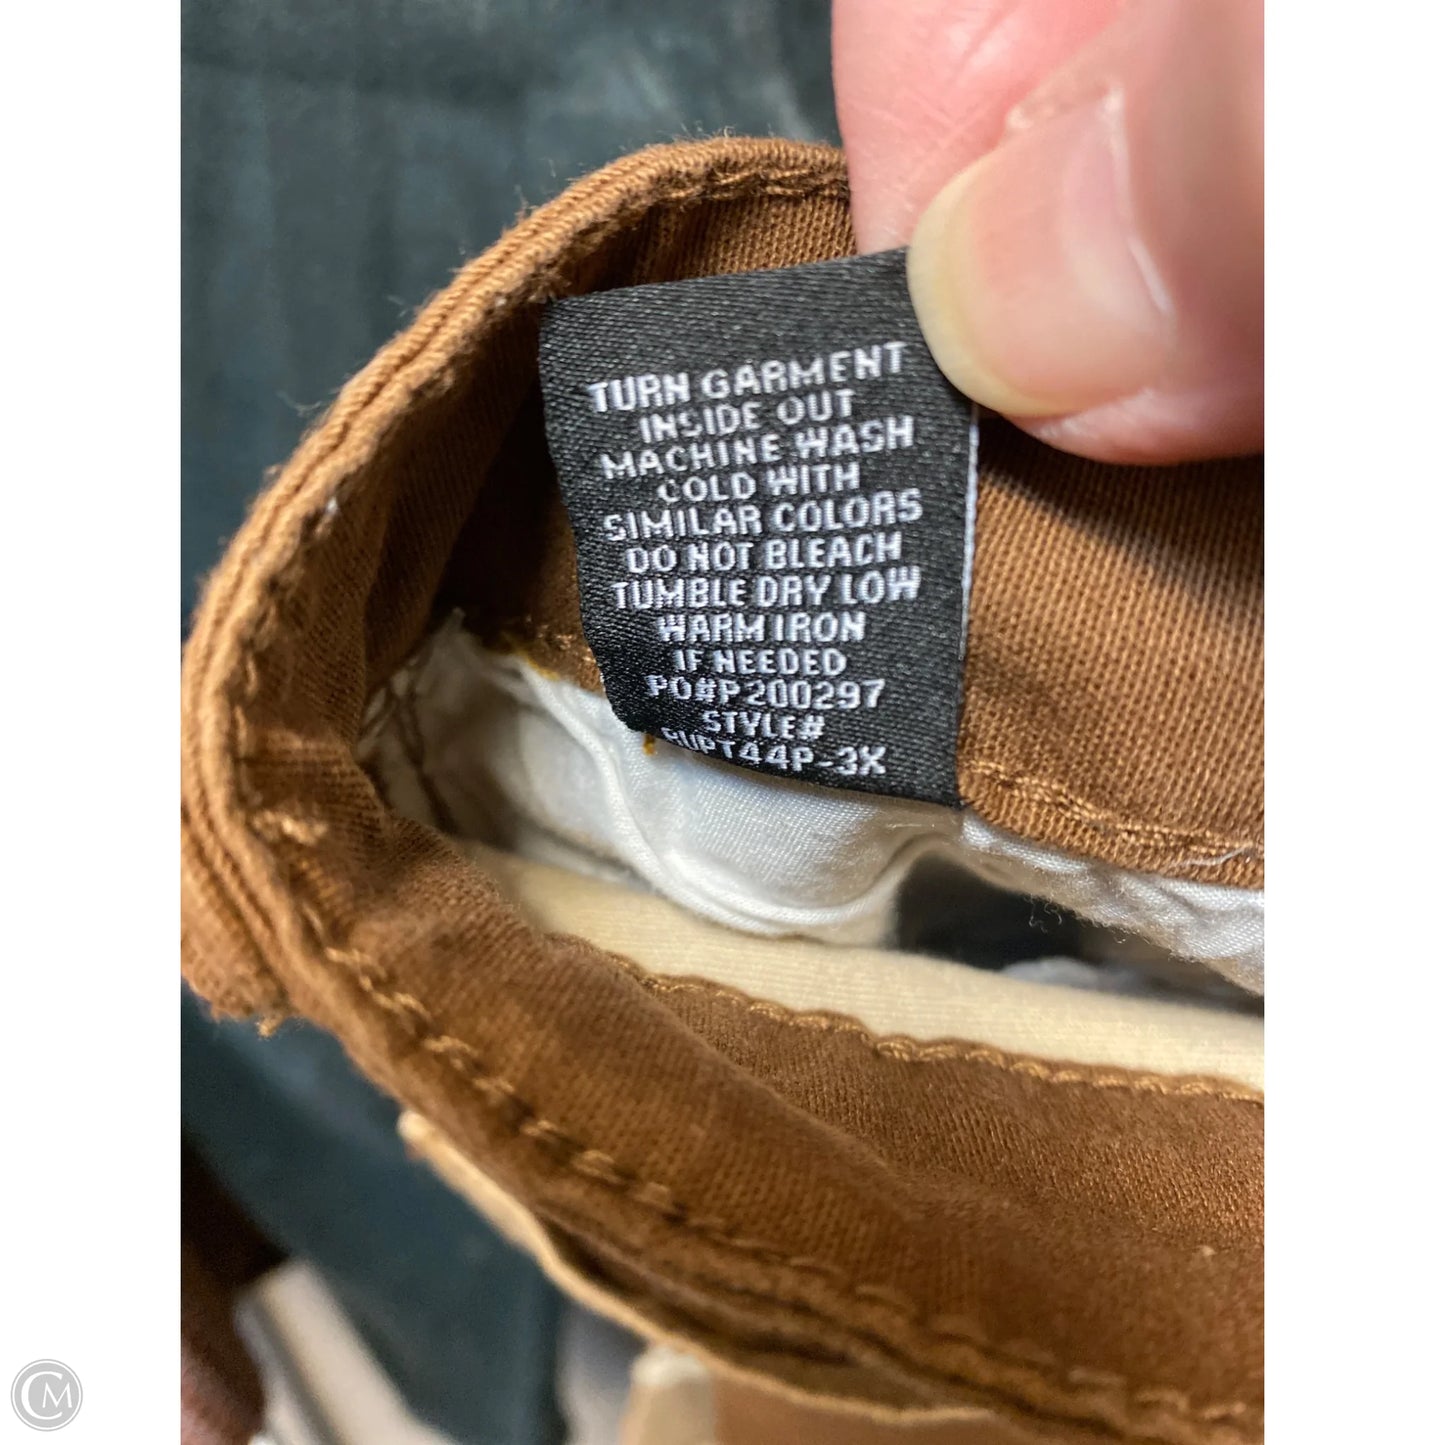 TURN GARMENT
INSIDE OUT
MACHINE WASH
COLD WITH
SIMILAR COLORS
DO NOT BLEACH
TUMBLE DRY LOW
WARM IRON
IF NEEDED
PO#P200297
STYLE#
CM